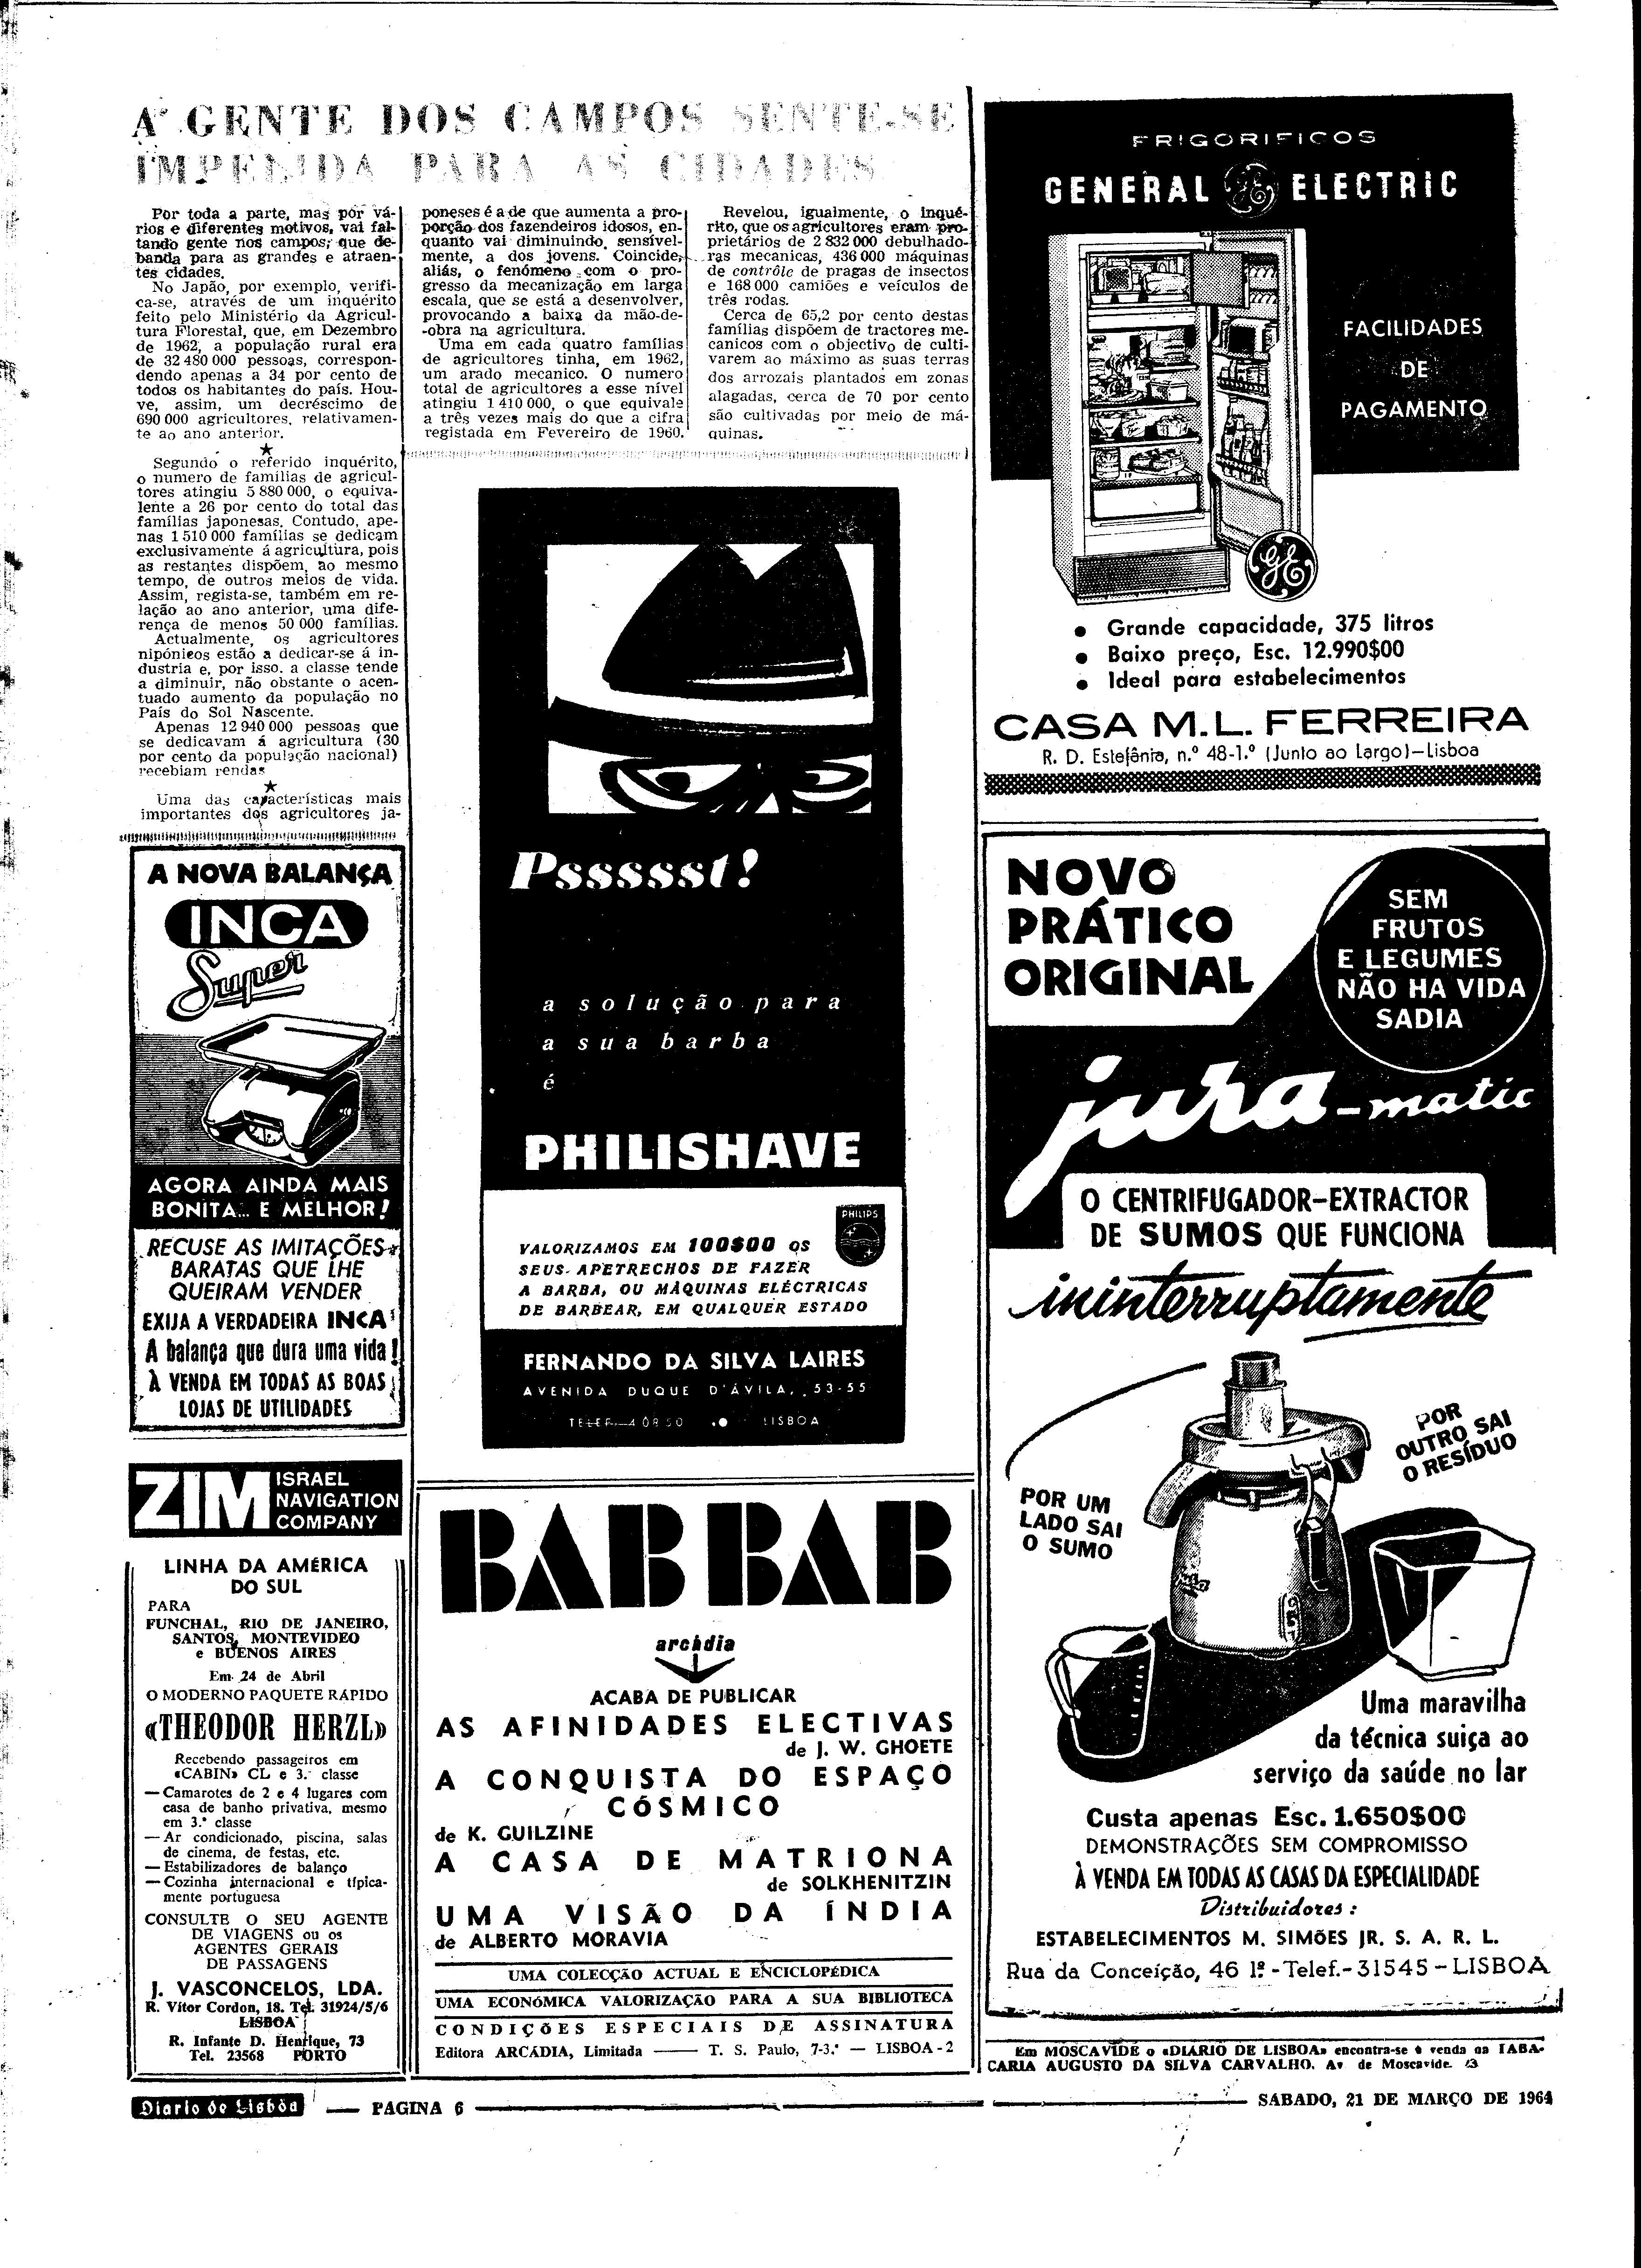 A GENTE DOS CAMPOS SENTE-SE
IMPELIDA PARA AS CIDADES
Por toda a parte, mas por vá-
rios e diferentes motivos, vai fal-
tando gente nos campos, que de-
banda para as grandes e atraen-
tes cidades.
No Japão, por exemplo, verifi-
ca-se, através de um inquérito
feito pelo Ministério da Agricul-
tura Florestal, que, em Dezembro
de 1962, a população rural era
de 32 480 000 pessoas, correspon-
dendo apenas a 34 por cento de
todos os habitantes do país. Hou-
ve, assim, um decréscimo de
690 000 agricultores, relativamen-
te ao ano anterior.
★
Segundo o referido inquérito,
o numero de famílias de agricul-
tores atingiu 5 880 000, o equiva-
lente a 26 por cento do total das
famílias japonesas. Contudo, ape-
nas 1 510 000 famílias se dedicam
exclusivamente á agricultura, pois
as restantes dispõem, ao mesmo
tempo, de outros meios de vida.
Assim, regista-se, também em re-
lação ao ano anterior, uma dife-
rença de menos 50 000 famílias.
Actualmente, os agricultores
nipónicos estão a dedicar-se á in-
dustria e, por isso, a classe tende
a diminuir, não obstante o acen-
tuado aumento da população no
País do Sol Nascente.
Apenas 12 940 000 pessoas que
se dedicavam á agricultura (30
por cento da população nacional)
recebiam rendas
★
Uma das características mais
importantes dos agricultores ja-
poneses é a de que aumenta a pro-
porção dos fazendeiros idosos, en-
quanto vai diminuindo, sensível-
mente, a dos jovens. Coincide,
aliás, o fenómeno com o pro-
gresso da mecanização em larga
escala, que se está a desenvolver,
provocando a baixa da mão-de-
-obra na agricultura.
Uma em cada quatro famílias
de agricultores tinha, em 1962,
um arado mecanico. O numero
total de agricultores a esse nível
atingiu 1 410 000, o que equivale
a três vezes mais do que a cifra
registada em Fevereiro de 1960.
Revelou, igualmente, o inqué-
rito, que os agricultores eram pro-
prietários de 2 832 000 debulhado-
ras mecanicas, 436 000 máquinas
de contrôle de pragas de insectos
e 168 000 camiões e veículos de
três rodas.
Cerca de 65,2 por cento destas
famílias dispõem de tractores me-
canicos com o objectivo de culti-
varem ao máximo as suas terras
dos arrozais plantados em zonas
alagadas, cerca de 70 por cento
são cultivadas por meio de má-
quinas.
FRIGORIFICOS
GENERAL GE ELECTRIC
FACILIDADES
DE
PAGAMENTO
GE
● Grande capacidade, 375 litros
● Baixo preço, Esc. 12.990$00
● Ideal para estabelecimentos
CASA M.L. FERREIRA
R. D. Estefânia, n.º 48-1.º (Junto ao Largo)—Lisboa
A NOVA BALANÇA
INCA
Super
AGORA AINDA MAIS
BONITA... E MELHOR!
RECUSE AS IMITAÇÕES
BARATAS QUE LHE
QUEIRAM VENDER
EXIJA A VERDADEIRA INCA
A balança que dura uma vida!
À VENDA EM TODAS AS BOAS
LOJAS DE UTILIDADES
Psssssst!
a solução para
a sua barba
é
PHILISHAVE
PHILIPS
VALORIZAMOS EM 100$00 OS
SEUS APETRECHOS DE FAZER
A BARBA, OU MÁQUINAS ELÉCTRICAS
DE BARBEAR, EM QUALQUER ESTADO
FERNANDO DA SILVA LAIRES
AVENIDA DUQUE D'ÁVILA, 53-55
LISBOA
NOVO
PRÁTICO
ORIGINAL
SEM
FRUTOS
E LEGUMES
NÃO HA VIDA
SADIA
jura-matic
O CENTRIFUGADOR-EXTRACTOR
DE SUMOS QUE FUNCIONA
ininterruptamente
POR UM
LADO SAI
O SUMO
POR
OUTRO SAI
O RESÍDUO
Uma maravilha
da técnica suiça ao
serviço da saúde no lar
Custa apenas Esc. 1.650$00
DEMONSTRAÇÕES SEM COMPROMISSO
À VENDA EM TODAS AS CASAS DA ESPECIALIDADE
Distribuidores:
ESTABELECIMENTOS M. SIMÕES JR. S. A. R. L.
Rua da Conceição, 46 1º - Telef.- 31545 - LISBOA
ZIM ISRAEL
NAVIGATION
COMPANY
LINHA DA AMÉRICA
DO SUL
PARA
FUNCHAL, RIO DE JANEIRO,
SANTOS, MONTEVIDEO
e BUENOS AIRES
Em 24 de Abril
O MODERNO PAQUETE RÁPIDO
«THEODOR HERZL»
Recebendo passageiros em
«CABIN» CL e 3.ª classe
— Camarotes de 2 e 4 lugares com
casa de banho privativa, mesmo
em 3.ª classe
— Ar condicionado, piscina, salas
de cinema, de festas, etc.
— Estabilizadores de balanço
— Cozinha internacional e típica-
mente portuguesa
CONSULTE O SEU AGENTE
DE VIAGENS ou os
AGENTES GERAIS
DE PASSAGENS
J. VASCONCELOS, LDA.
R. Vitor Cordon, 18. Tel. 31924/5/6
LISBOA
R. Infante D. Henrique, 73
Tel. 23568 PORTO
BAB BAB
arcádia
ACABA DE PUBLICAR
AS AFINIDADES ELECTIVAS
de J. W. GHOETE
A CONQUISTA DO ESPAÇO
CÓSMICO
de K. GUILZINE
A CASA DE MATRIONA
de SOLKHENITZIN
UMA VISÃO DA ÍNDIA
de ALBERTO MORAVIA
UMA COLECÇÃO ACTUAL E ENCICLOPÉDICA
UMA ECONÓMICA VALORIZAÇÃO PARA A SUA BIBLIOTECA
CONDIÇÕES ESPECIAIS DE ASSINATURA
Editora ARCÁDIA, Limitada —— T. S. Paulo, 7-3.º — LISBOA-2
Em MOSCAVIDE o «DIARIO DE LISBOA» encontra-se á venda na TABA-
CARIA AUGUSTO DA SILVA CARVALHO. Av de Moscavide.
Diario de Lisbôa — PAGINA 6
SÁBADO, 21 DE MARÇO DE 1964